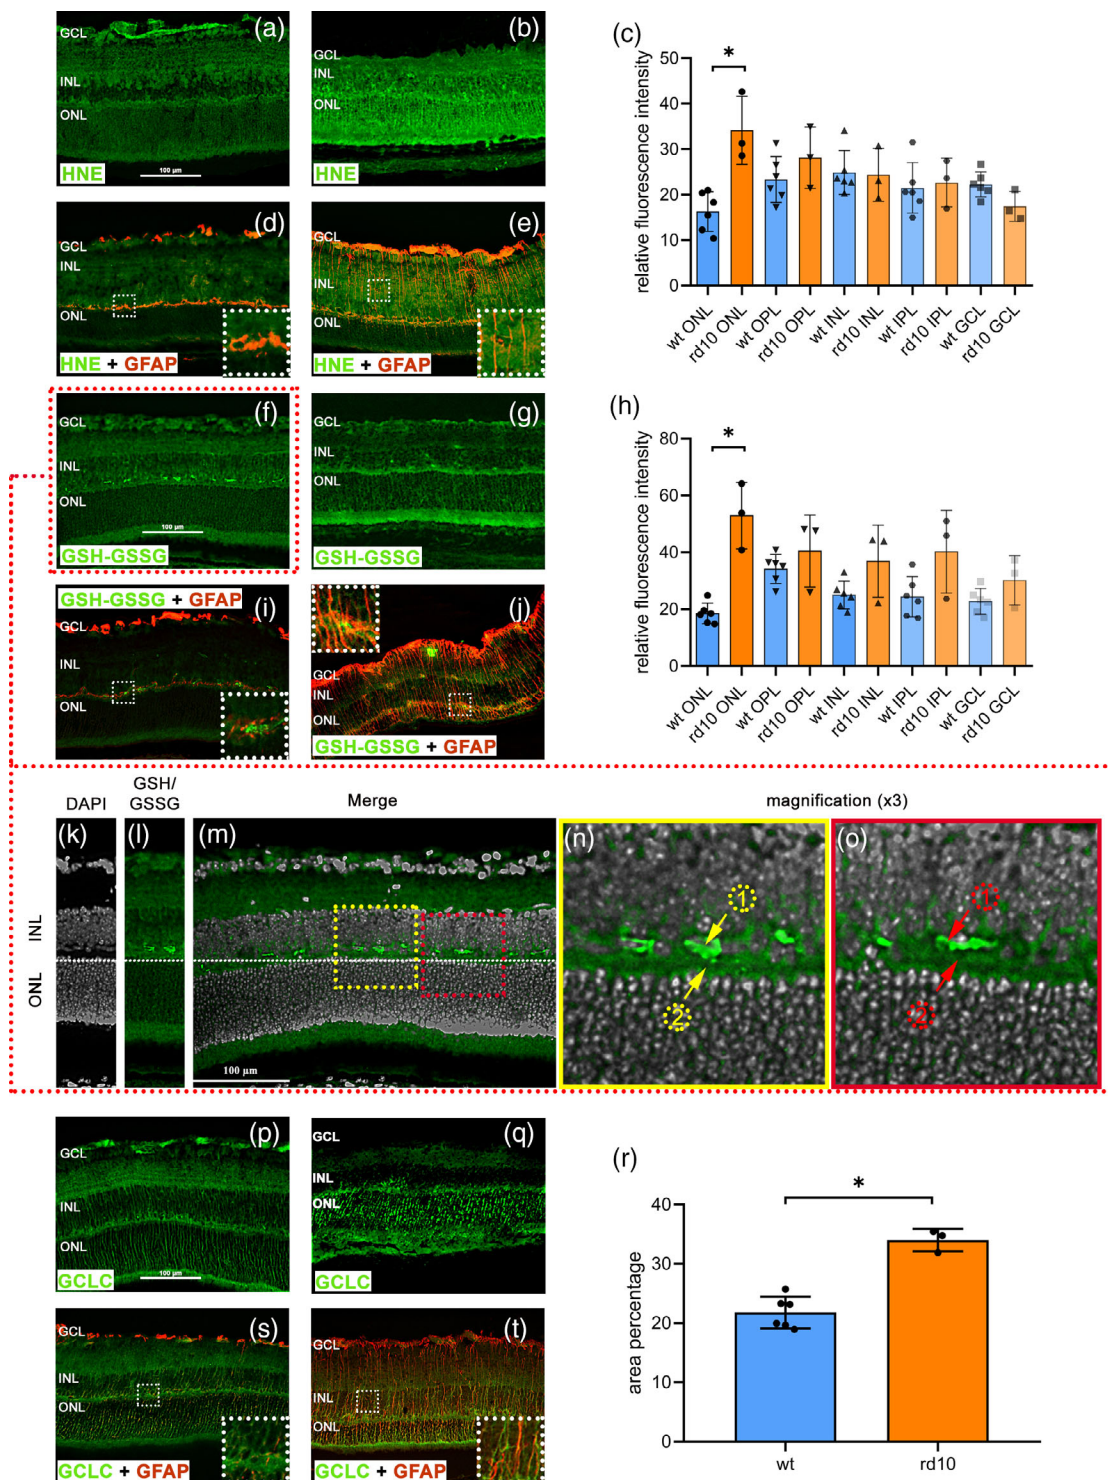 (a)
GCL
INL
ONL
HNE
100 µm
(b)
GCL
INL
ONL
HNE
(c)
relative fluorescence intensity
50
40
30
20
10
0
*
wt ONL
rd10 ONL
wt OPL
rd10 OPL
wt INL
rd10 INL
wt IPL
rd10 IPL
wt GCL
rd10 GCL
(d)
GCL
INL
ONL
HNE + GFAP
(e)
GCL
INL
ONL
HNE + GFAP
(f)
GCL
INL
ONL
100 µm
GSH-GSSG
(g)
GCL
INL
ONL
GSH-GSSG
(h)
relative fluorescence intensity
80
60
40
20
0
*
wt ONL
rd10 ONL
wt OPL
rd10 OPL
wt INL
rd10 INL
wt IPL
rd10 IPL
wt GCL
rd10 GCL
GSH-GSSG + GFAP
(i)
GCL
INL
ONL
(j)
GCL
INL
ONL
GSH-GSSG + GFAP
DAPI
GSH/
GSSG
Merge
magnification (x3)
(k)
(l)
(m)
(n)
(o)
INL
ONL
100 µm
1
2
1
2
(p)
GCL
INL
ONL
GCLC
100 µm
(q)
GCL
INL
ONL
GCLC
(r)
area percentage
40
30
20
10
0
*
wt
rd10
(s)
GCL
INL
ONL
GCLC + GFAP
(t)
GCL
INL
ONL
GCLC + GFAP